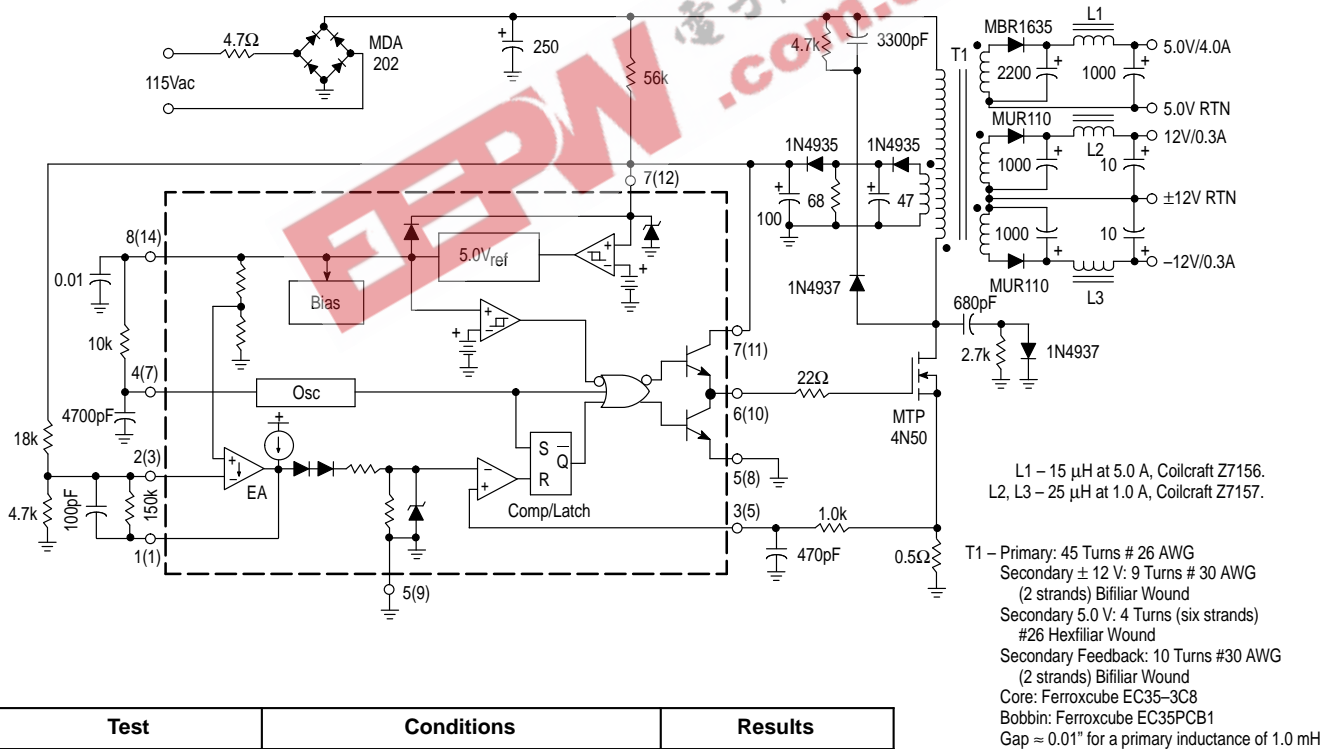 4.7Ω
MDA
202
115Vac
+
250
56k
4.7k
3300pF
T1
MBR1635
L1
5.0V/4.0A
2200
+
1000
+
5.0V RTN
MUR110
12V/0.3A
L2
1000
+
10
+
±12V RTN
1000
+
10
+
–12V/0.3A
MUR110
L3
1N4935
1N4935
+
100
68
+
47
7(12)
8(14)
0.01
5.0Vref
Bias
+
–
+
10k
1N4937
680pF
2.7k
1N4937
+
–
+
7(11)
4(7)
Osc
4700pF
+
22Ω
6(10)
MTP
4N50
18k
2(3)
+
–
EA
S
Q
R
–
+
Comp/Latch
5(8)
4.7k
100pF
150k
1(1)
3(5)
1.0k
470pF
0.5Ω
5(9)
EEPW
.com.c
L1 – 15 μH at 5.0 A, Coilcraft Z7156.
L2, L3 – 25 μH at 1.0 A, Coilcraft Z7157.
T1 – Primary: 45 Turns # 26 AWG
Secondary ± 12 V: 9 Turns # 30 AWG
(2 strands) Bifiliar Wound
Secondary 5.0 V: 4 Turns (six strands)
#26 Hexfiliar Wound
Secondary Feedback: 10 Turns #30 AWG
(2 strands) Bifiliar Wound
Core: Ferroxcube EC35–3C8
Bobbin: Ferroxcube EC35PCB1
Gap ≈ 0.01" for a primary inductance of 1.0 mH
Test Conditions Results